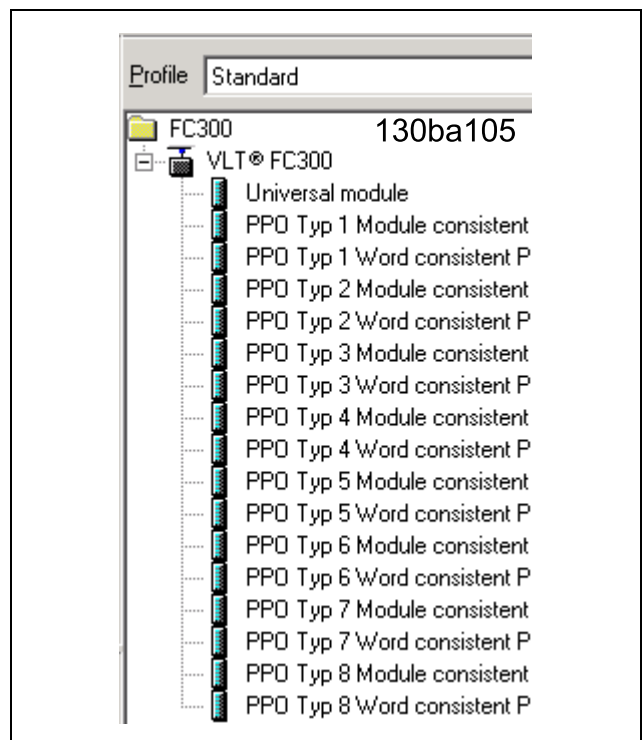 Profile Standard
FC300 130ba105
VLT® FC300
Universal module
PPO Typ 1 Module consistent
PPO Typ 1 Word consistent P
PPO Typ 2 Module consistent
PPO Typ 2 Word consistent P
PPO Typ 3 Module consistent
PPO Typ 3 Word consistent P
PPO Typ 4 Module consistent
PPO Typ 4 Word consistent P
PPO Typ 5 Module consistent
PPO Typ 5 Word consistent P
PPO Typ 6 Module consistent
PPO Typ 6 Word consistent P
PPO Typ 7 Module consistent
PPO Typ 7 Word consistent P
PPO Typ 8 Module consistent
PPO Typ 8 Word consistent P